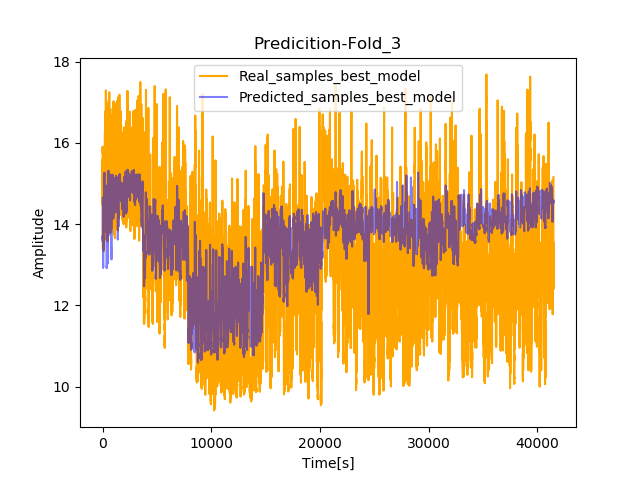 Predicition-Fold_3
Real_samples_best_model
Predicted_samples_best_model
Amplitude
18
16
14
12
10
0
10000
20000
30000
40000
Time[s]